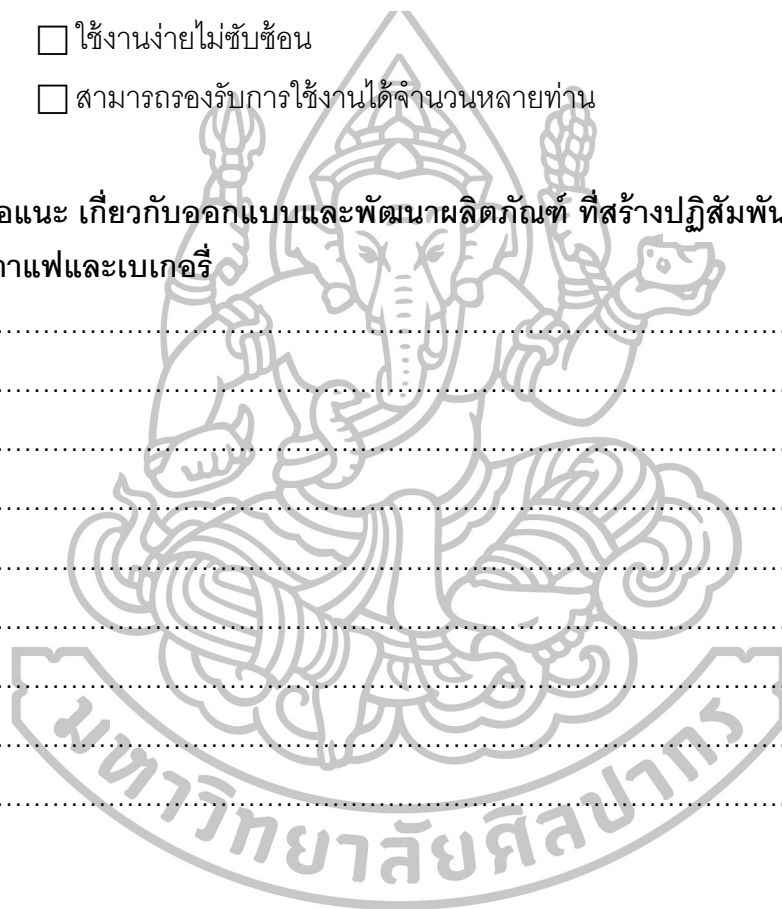 ใช้งานง่ายไม่ซับซ้อน
สามารถรองรับการใช้งานได้จำนวนหลายท่าน
อแนะ เกี่ยวกับออกแบบและพัฒนาผลิตภัณฑ์ ที่สร้างปฏิสัมพัน
กาแฟและเบเกอรี่
........................................................................
........................................................................
........................................................................
........................................................................
........................................................................
........................................................................
........................................................................
........................................................................
........................................................................
มหาวิทยาลัยศิลปากร